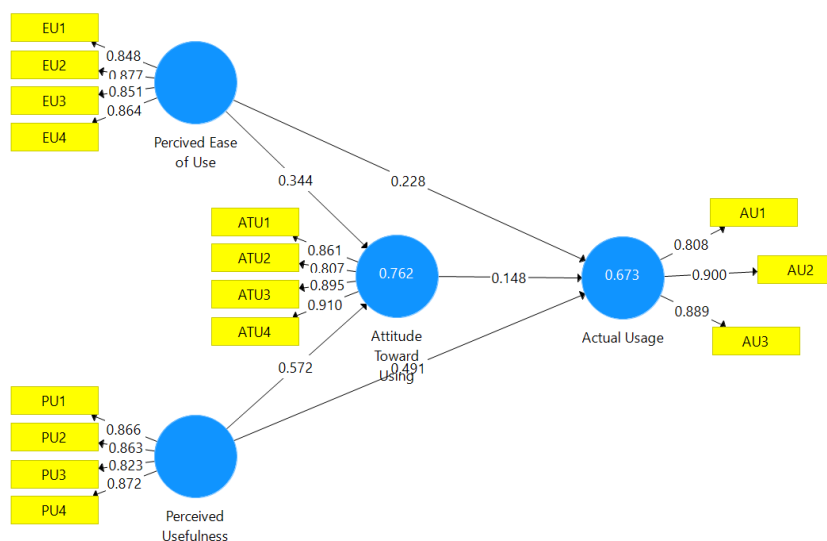 EU1
0.848
EU2
0.877
EU3
0.851
EU4
0.864
Percived Ease
of Use
0.344
0.228
ATU1
0.861
ATU2
0.807
ATU3
0.895
ATU4
0.910
0.762
Attitude
Toward
Using
0.148
0.673
Actual Usage
AU1
0.808
AU2
0.900
AU3
0.889
0.572
0.491
PU1
0.866
PU2
0.863
PU3
0.823
PU4
0.872
Perceived
Usefulness